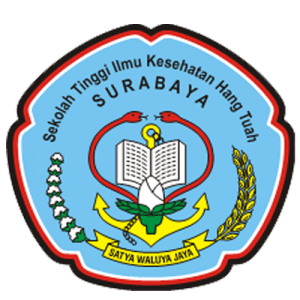 Sekolah Tinggi Ilmu Kesehatan Hang Tuah
SURABAYA
SATYA WALUYA JAYA